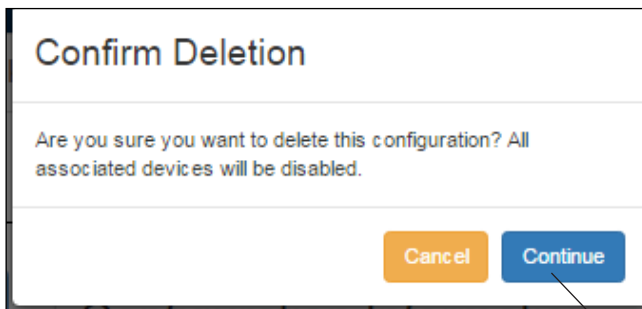 Confirm Deletion
Are you sure you want to delete this configuration? All
associated devices will be disabled.
Cancel Continue